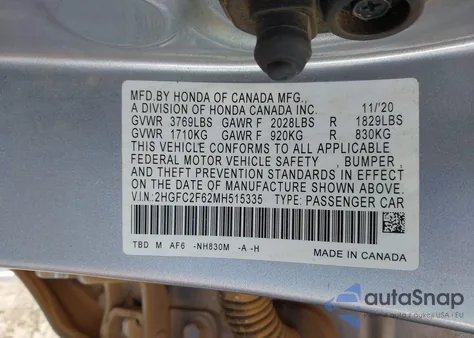 MFD.BY HONDA OF CANADA MFG.,
A DIVISION OF HONDA CANADA INC. 11/'20
GVWR 3769LBS GAWR F 2028LBS R 1829LBS
GVWR 1710KG GAWR F 920KG R 830KG
THIS VEHICLE CONFORMS TO ALL APPLICABLE
FEDERAL MOTOR VEHICLE SAFETY , BUMPER ,
AND THEFT PREVENTION STANDARDS IN EFFECT
ON THE DATE OF MANUFACTURE SHOWN ABOVE.
V.I.N.:2HGFC2F62MH515335 TYPE: PASSENGER CAR
TBD M AF6 -NH830M -A -H
MADE IN CANADA
autoSnap